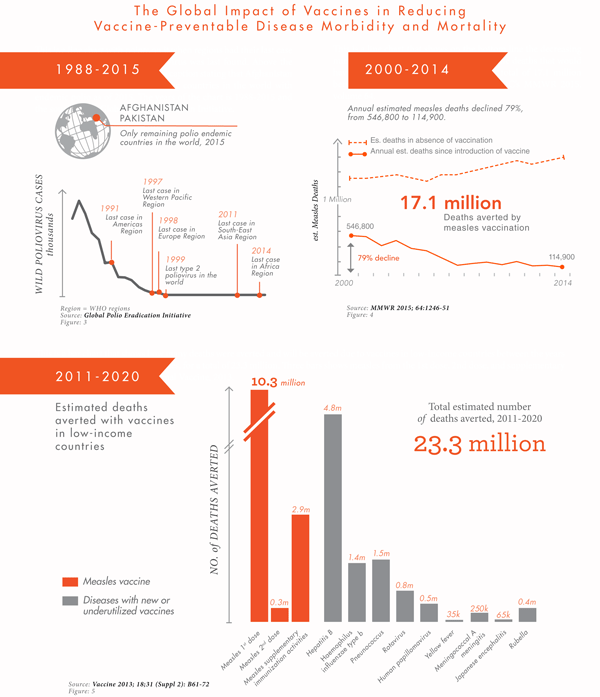 The Global Impact of Vaccines in Reducing
Vaccine-Preventable Disease Morbidity and Mortality
1988-2015
AFGHANISTAN
PAKISTAN
Only remaining polio endemic
countries in the world, 2015
WILD POLIOVIRUS CASES
thousands
1991
Last case in
Americas
Region
1997
Last case in
Western Pacific
Region
1998
Last case in
Europe Region
1999
Last type 2
poliovirus in the
world
2011
Last case in
South-East
Asia Region
2014
Last case
in Africa
Region
Region = WHO regions
Source: Global Polio Eradication Initiative
Figure: 3
2000-2014
Annual estimated measles deaths declined 79%,
from 546,800 to 114,900.
Es. deaths in absence of vaccination
Annual est. deaths since introduction of vaccine
est. Measles Deaths
1 Million
17.1 million
Deaths averted by
measles vaccination
546,800
79% decline
114,900
2000
2014
Source: MMWR 2015; 64:1246-51
Figure: 4
2011-2020
Estimated deaths
averted with vaccines
in low-income
countries
NO. of DEATHS AVERTED
10.3 million
0.3m
2.9m
4.8m
1.4m
1.5m
0.8m
0.5m
35k
250k
65k
0.4m
Total estimated number
of deaths averted, 2011-2020
23.3 million
Measles vaccine
Diseases with new or
underutilized vaccines
Measles 1st dose
Measles 2nd dose
Measles supplementary
immunization activities
Hepatitis B
Haemophilus
influenzae type b
Pneumococcus
Rotavirus
Human papillomavirus
Yellow fever
Meningococcal A
meningitis
Japanese encephalitis
Rubella
Source: Vaccine 2013; 18;31 (Suppl 2): B61-72
Figure: 5